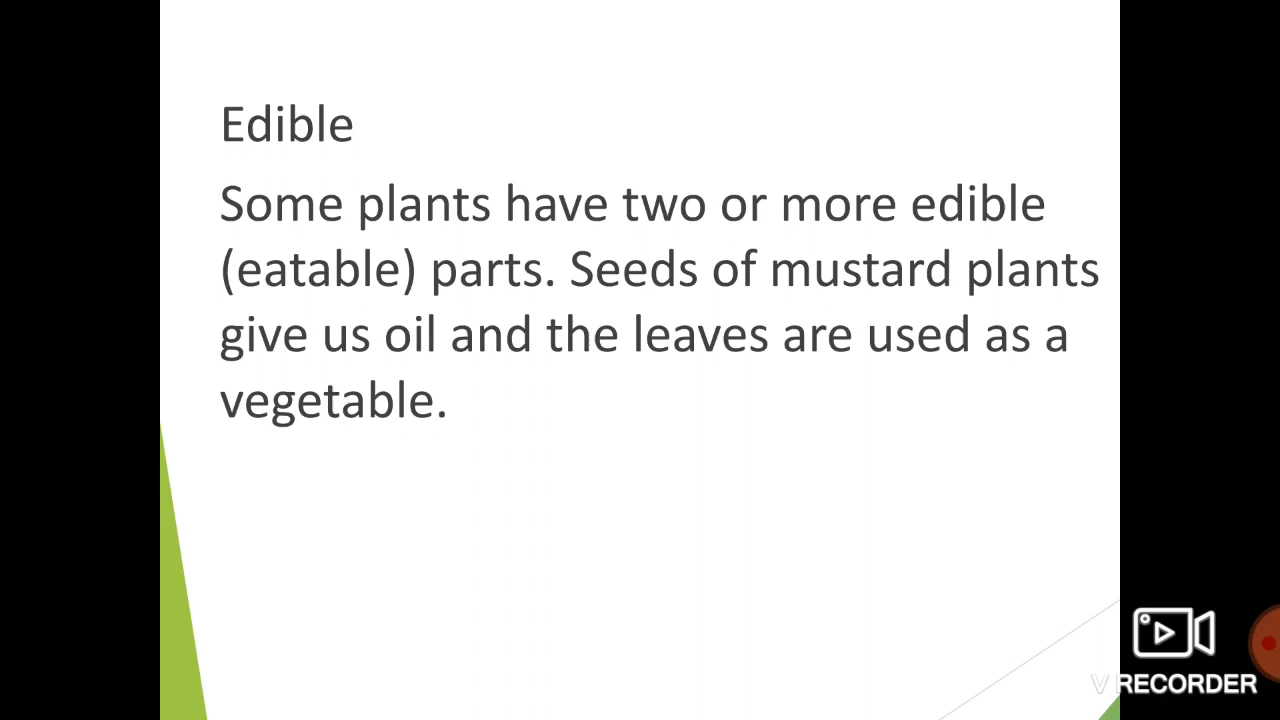 Edible
Some plants have two or more edible
(eatable) parts. Seeds of mustard plants
give us oil and the leaves are used as a
vegetable.
V RECORDER